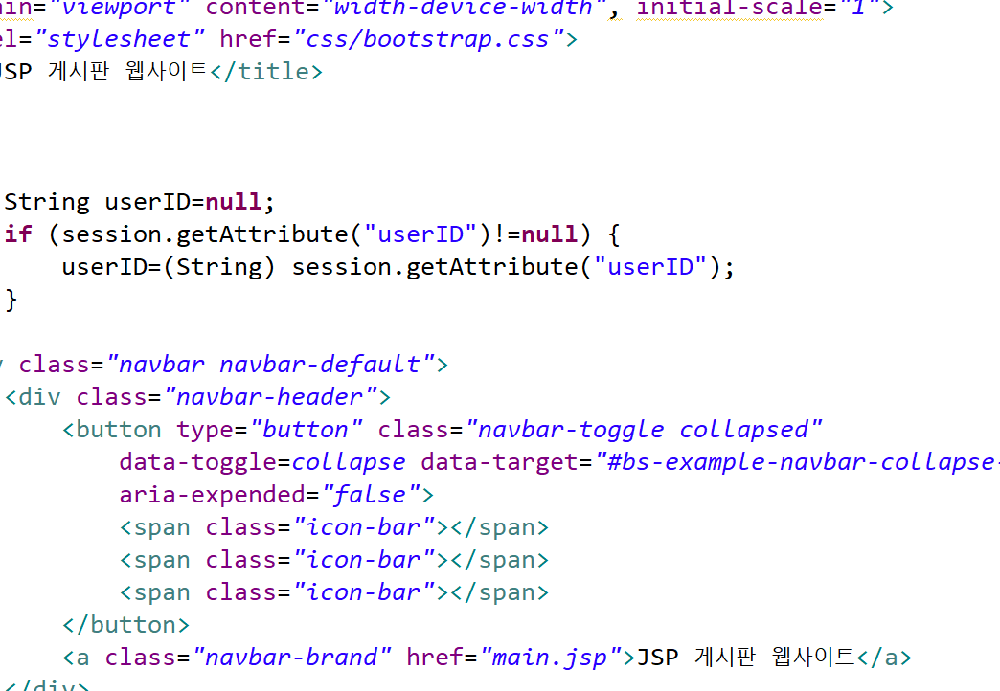 in="viewport" content="width-device-width", initial-scale="1">
el="stylesheet" href="css/bootstrap.css">
JSP 게시판 웹사이트</title>
String userID=null;
if (session.getAttribute("userID")!=null) {
userID=(String) session.getAttribute("userID");
}
class="navbar navbar-default">
<div class="navbar-header">
<button type="button" class="navbar-toggle collapsed"
data-toggle=collapse data-target="#bs-example-navbar-collapse-
aria-expended="false">
<span class="icon-bar"></span>
<span class="icon-bar"></span>
<span class="icon-bar"></span>
</button>
<a class="navbar-brand" href="main.jsp">JSP 게시판 웹사이트</a>
</div>